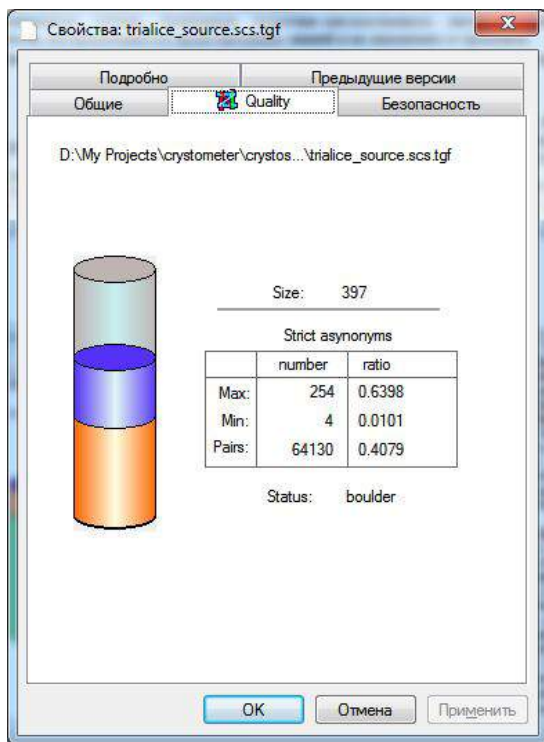 Свойства: trialice_source.scs.tgf
Подробно Предыдущие версии
Общие Quality Безопасность
D:\My Projects\crystometer\crystos...\trialice_source.scs.tgf
Size: 397
Strict asynonyms
number ratio
Max: 254 0.6398
Min: 4 0.0101
Pairs: 64130 0.4079
Status: boulder
OK Отмена Применить